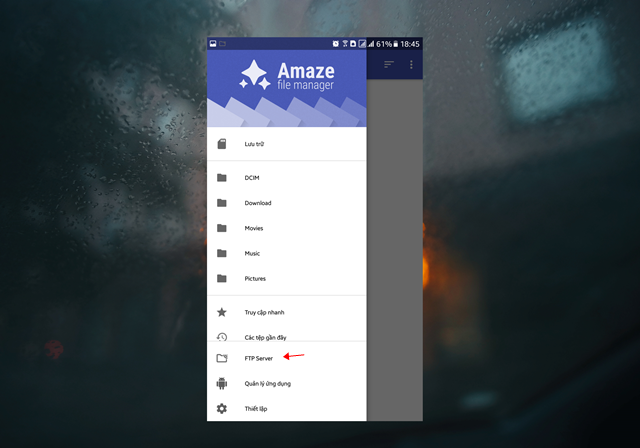 61% 18:45
Amaze
file manager
Lưu trữ
DCIM
Download
Movies
Music
Pictures
Truy cập nhanh
Các tệp gần đây
FTP Server
Quản lý ứng dụng
Thiết lập